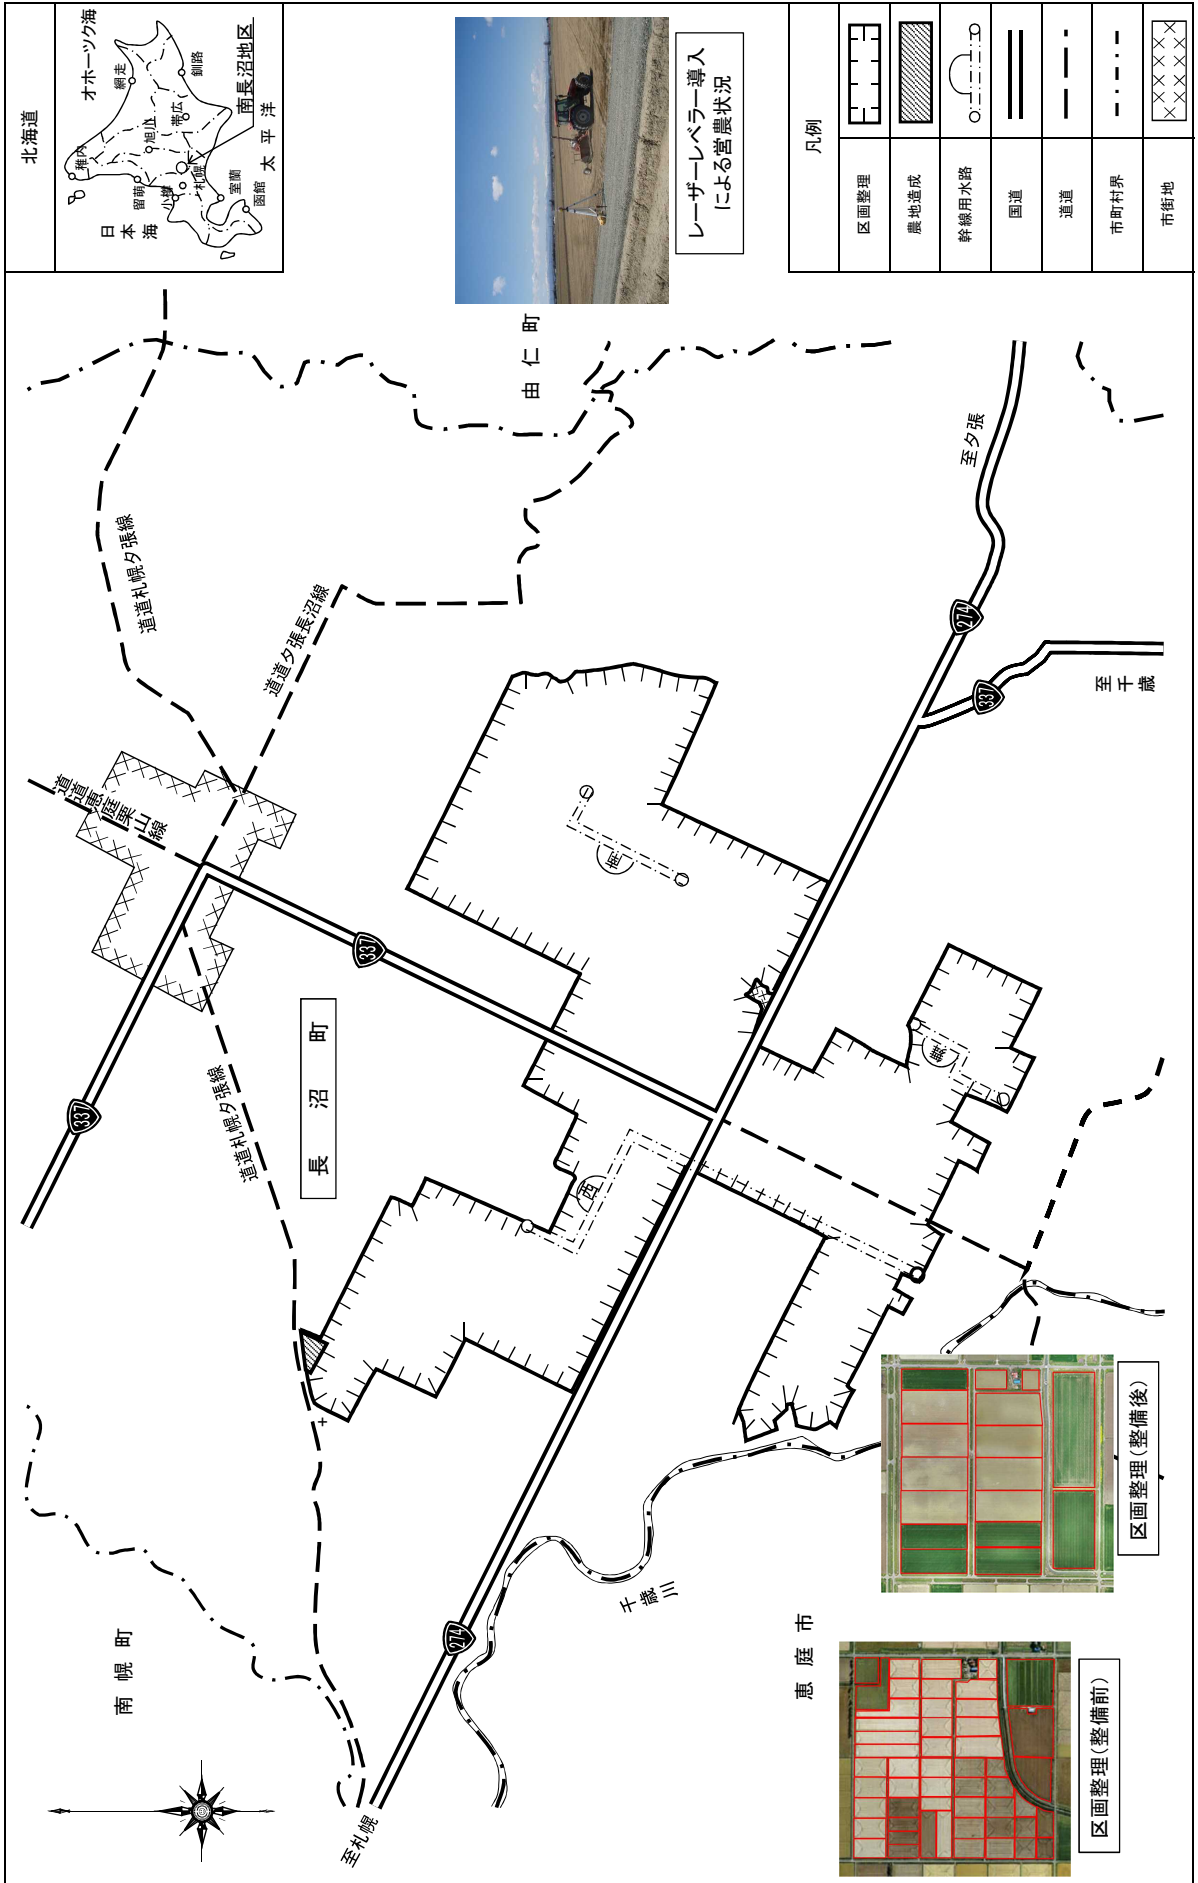 北海道
オホーツク海
稚内
網走
留萌
旭川
釧路
帯広
小樽
札幌
室蘭
函館
日本海
太平洋
南長沼地区
レーザーレベラー導入
による営農状況
凡例
区画整理
農地造成
幹線用水路
国道
道道
市町村界
市街地
由仁町
至夕張
274
337
至千歳
道道札幌夕張線
道道夕張長沼線
道道恵庭栗山線
337
337
道道札幌夕張線
長沼町
南
西
舞
南幌町
274
至札幌
千歳川
恵庭市
区画整理(整備後)
区画整理(整備前)